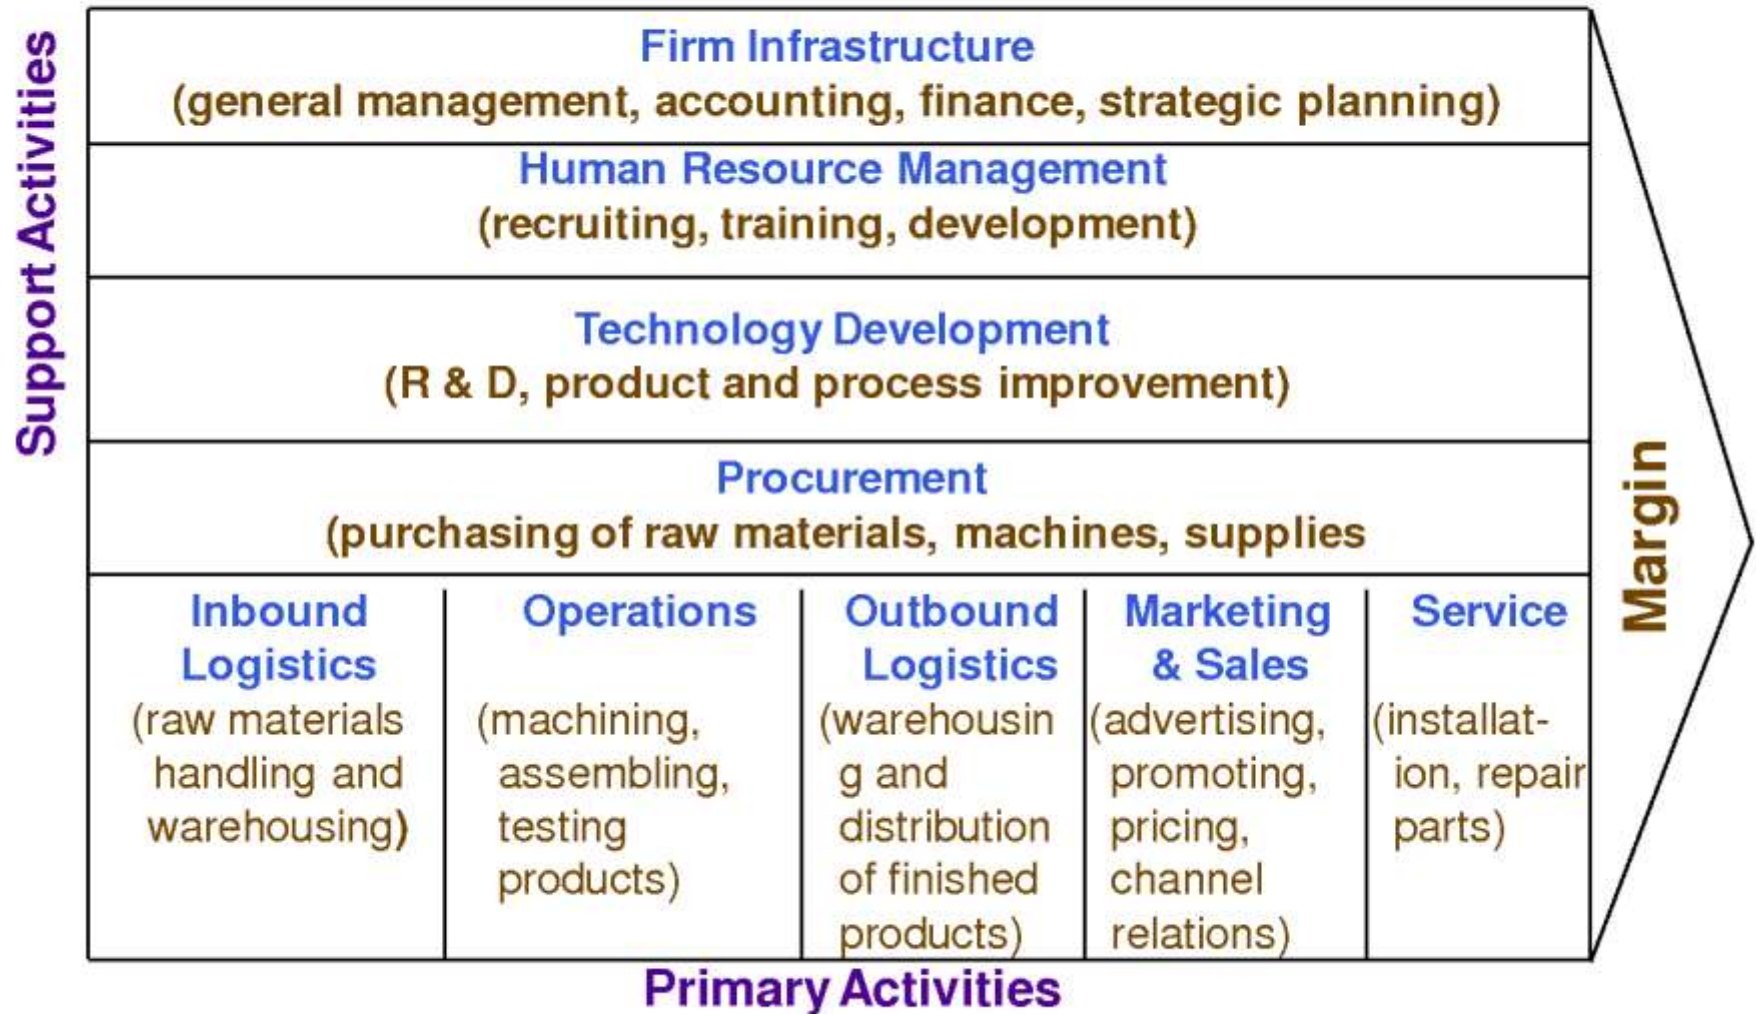 Support Activities
Firm Infrastructure
(general management, accounting, finance, strategic planning)
Human Resource Management
(recruiting, training, development)
Technology Development
(R & D, product and process improvement)
Procurement
(purchasing of raw materials, machines, supplies
Inbound
Logistics
(raw materials
handling and
warehousing)
Operations
(machining,
assembling,
testing
products)
Outbound
Logistics
(warehousin
g and
distribution
of finished
products)
Marketing
& Sales
(advertising,
promoting,
pricing,
channel
relations)
Service
(installat-
ion, repair
parts)
Margin
Primary Activities